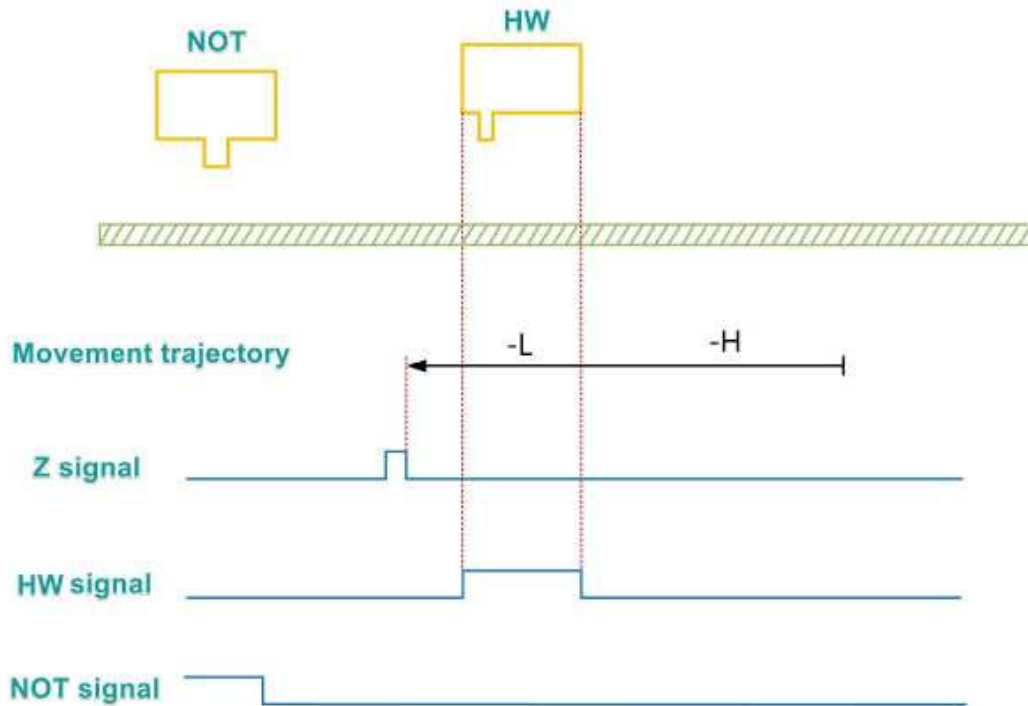 NOT
HW
Movement trajectory
-L
-H
Z signal
HW signal
NOT signal